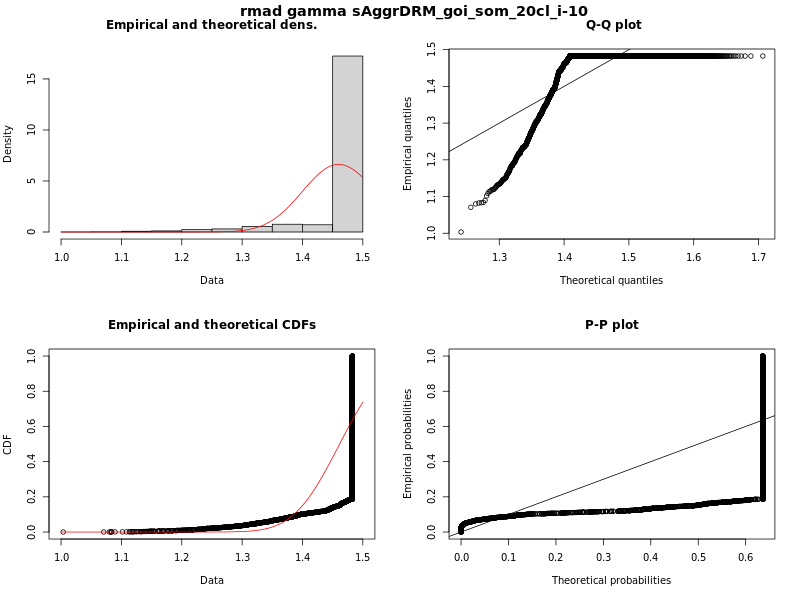 rmad gamma sAggrDRM_goi_som_20cl_i-10
Empirical and theoretical dens.
Density
0 5 10 15
1.0 1.1 1.2 1.3 1.4 1.5
Data
Q-Q plot
Empirical quantiles
1.0 1.1 1.2 1.3 1.4 1.5
1.3 1.4 1.5 1.6 1.7
Theoretical quantiles
Empirical and theoretical CDFs
CDF
0.0 0.2 0.4 0.6 0.8 1.0
1.0 1.1 1.2 1.3 1.4 1.5
Data
P-P plot
Empirical probabilities
0.0 0.2 0.4 0.6 0.8 1.0
0.0 0.1 0.2 0.3 0.4 0.5 0.6
Theoretical probabilities